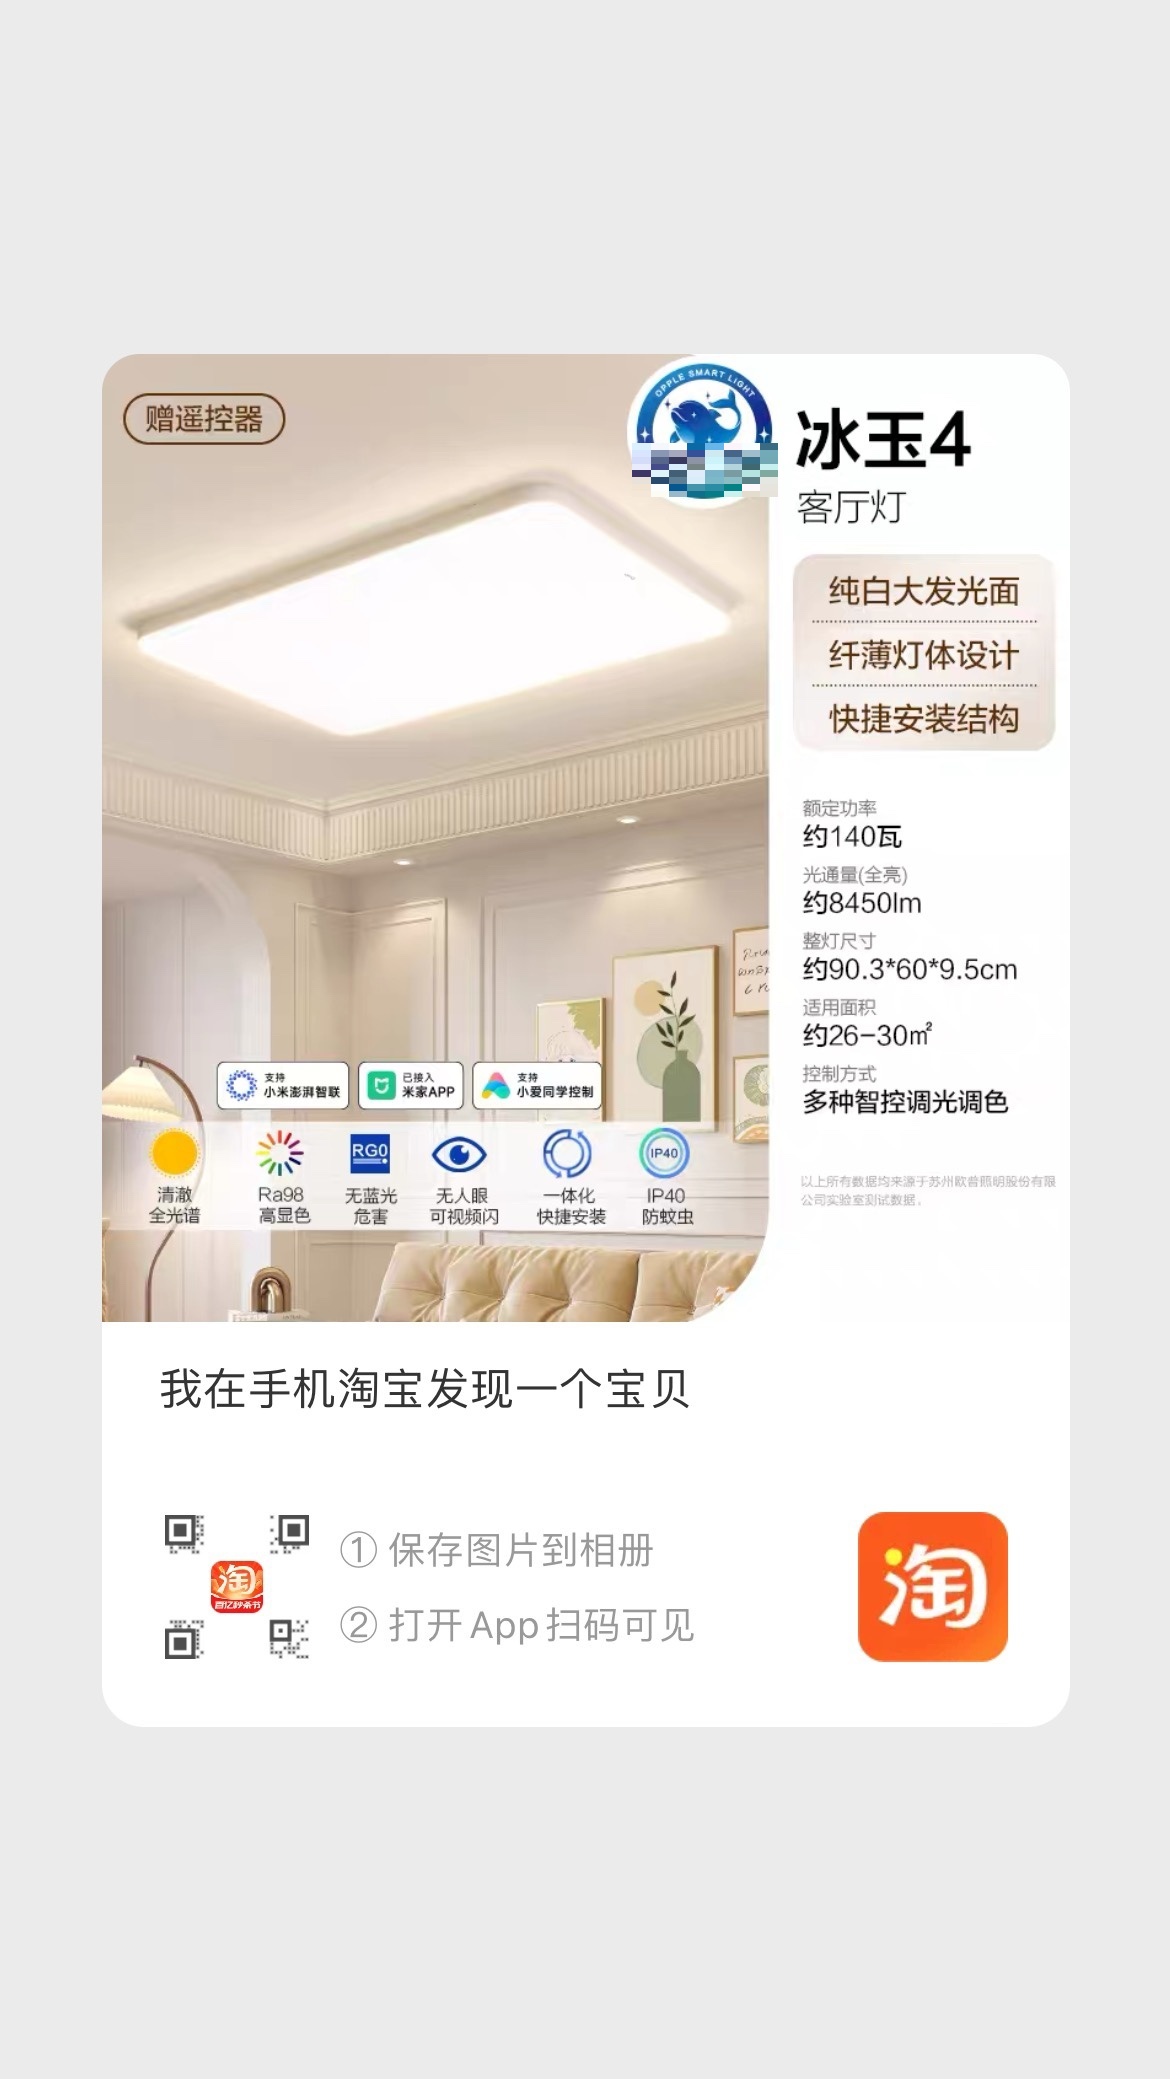 赠遥控器
OPPLE SMART LIGHT
冰玉4
客厅灯
纯白大发光面
纤薄灯体设计
快捷安装结构
额定功率
约140瓦
光通量(全亮)
约8450lm
整灯尺寸
约90.3*60*9.5cm
适用面积
约26-30㎡
控制方式
多种智控调光调色
以上所有数据均来源于苏州欧普照明股份有限
公司实验室测试数据。
支持
小米澎湃智联
已接入
米家APP
支持
小爱同学控制
清澈
全光谱
Ra98
高显色
RG0
无蓝光
危害
无人眼
可视频闪
一体化
快捷安装
IP40
IP40
防蚊虫
我在手机淘宝发现一个宝贝
淘
百亿秒杀节
① 保存图片到相册
② 打开App扫码可见
淘